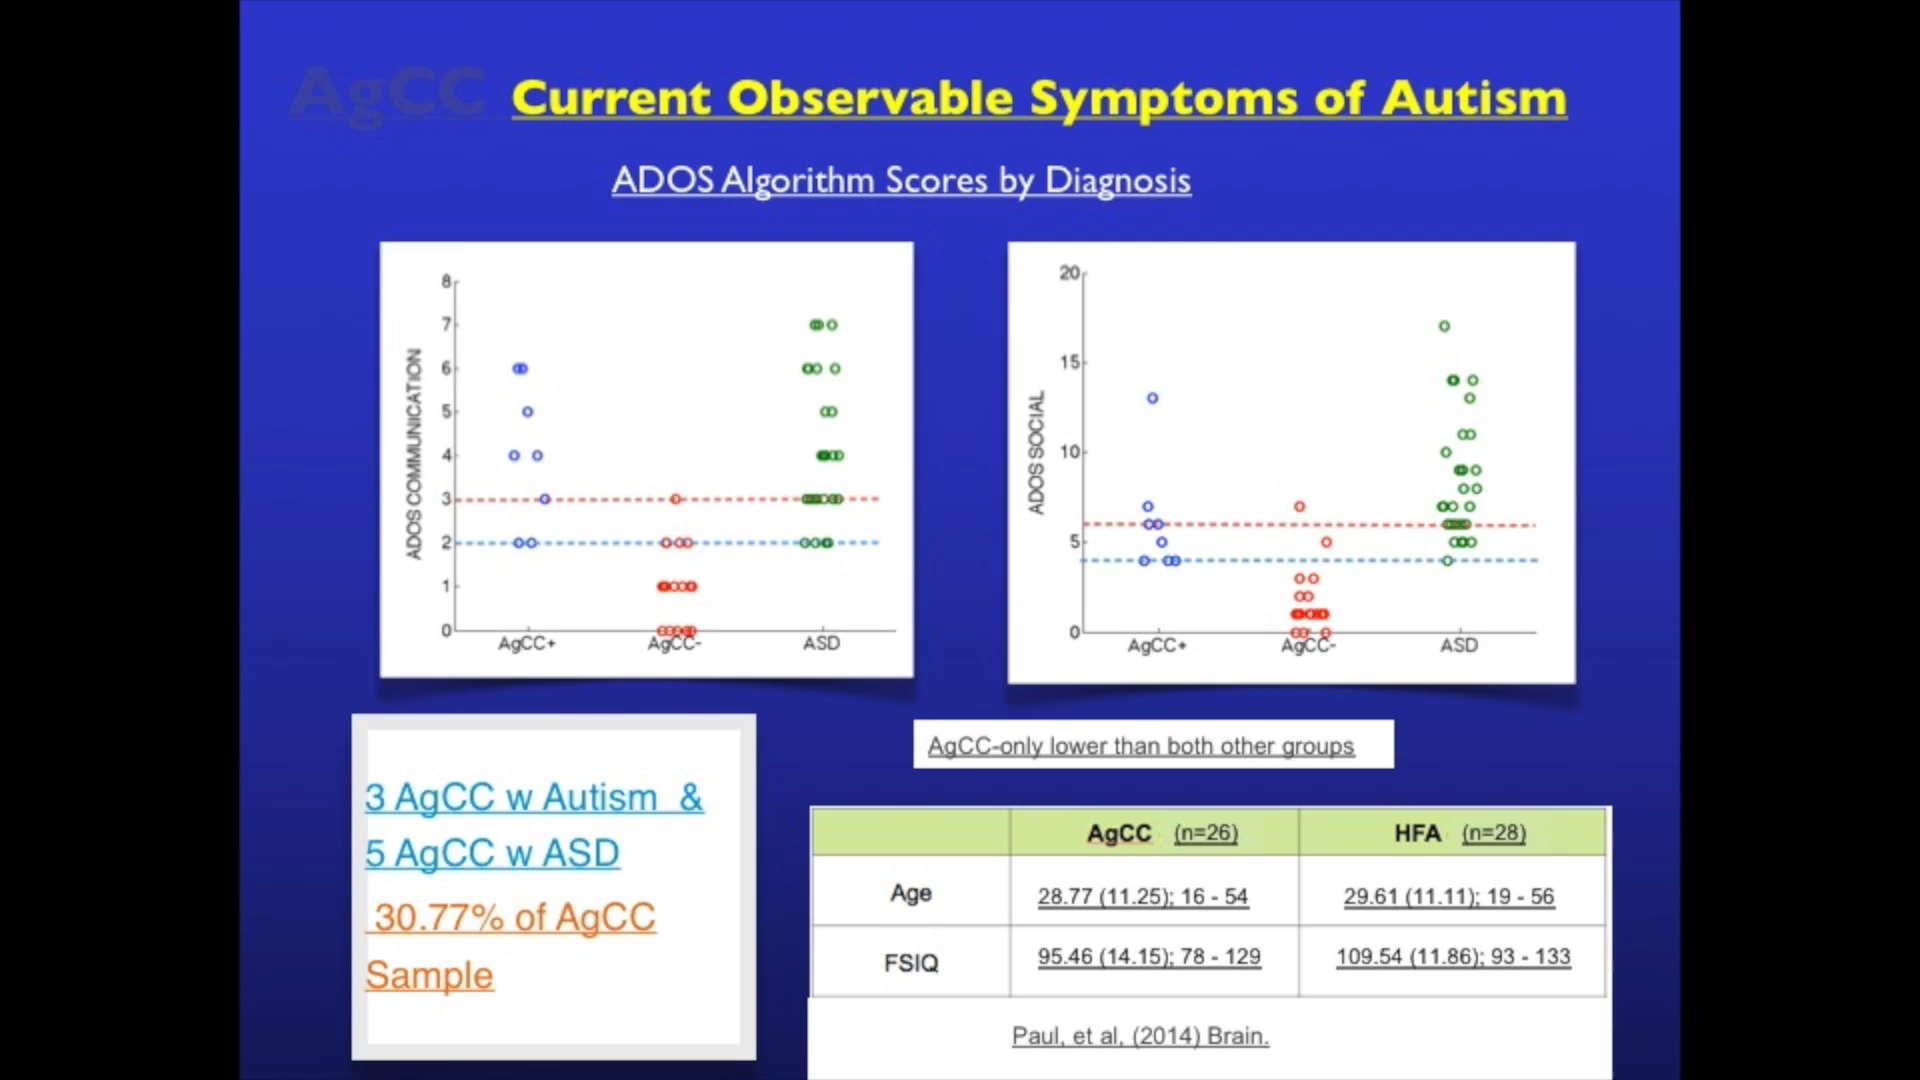 AgCC Current Observable Symptoms of Autism
ADOS Algorithm Scores by Diagnosis
ADOS COMMUNICATION
8
7
6
5
4
3
2
1
0
AgCC+ AgCC- ASD
ADOS SOCIAL
20
15
10
5
0
AgCC+ AgCC- ASD
3 AgCC w Autism &
5 AgCC w ASD
30.77% of AgCC
Sample
AgCC-only lower than both other groups
AgCC (n=26) HFA (n=28)
Age 28.77 (11.25); 16 - 54 29.61 (11.11); 19 - 56
FSIQ 95.46 (14.15); 78 - 129 109.54 (11.86); 93 - 133
Paul, et al, (2014) Brain.